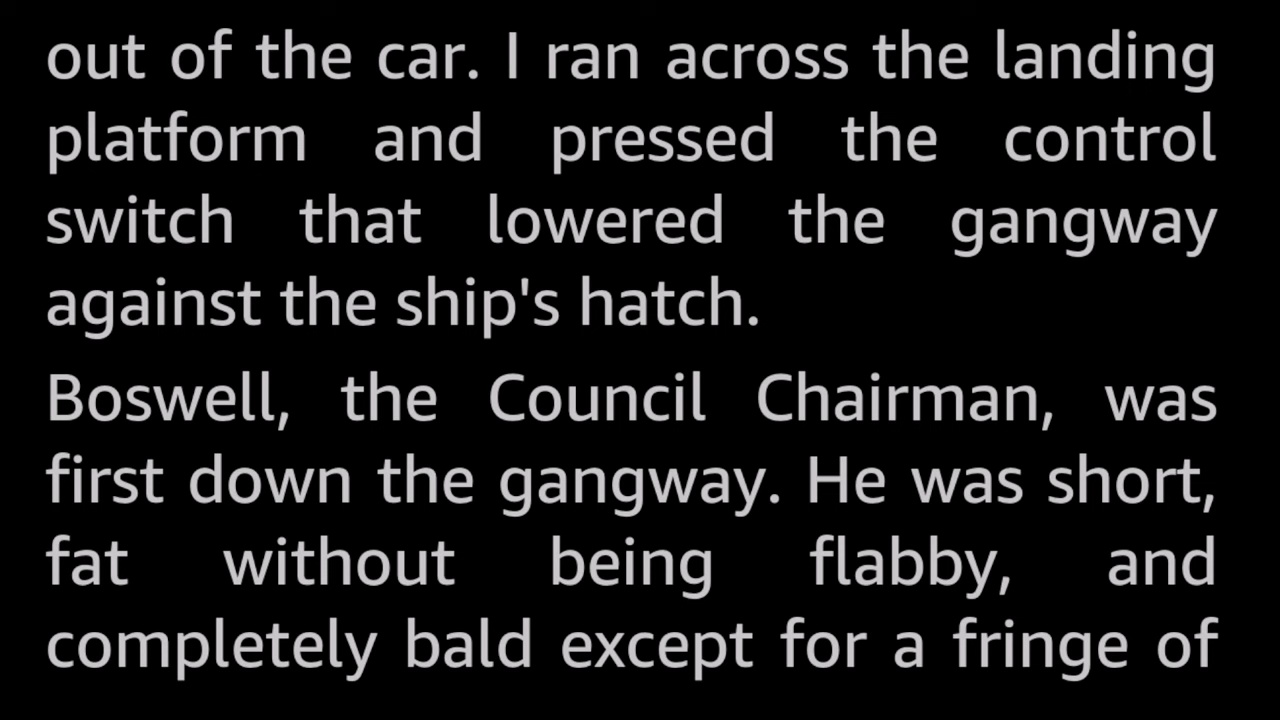 out of the car. I ran across the landing
platform and pressed the control
switch that lowered the gangway
against the ship's hatch.
Boswell, the Council Chairman, was
first down the gangway. He was short,
fat without being flabby, and
completely bald except for a fringe of